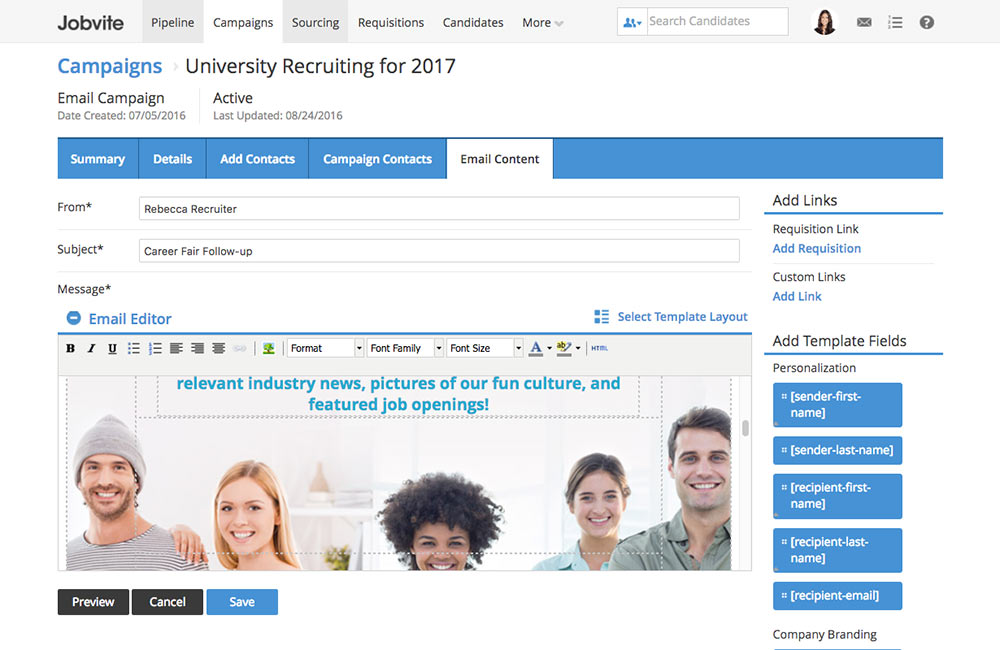 Jobvite Pipeline Campaigns Sourcing Requisitions Candidates More Search Candidates
Campaigns University Recruiting for 2017
Email Campaign Active
Date Created: 07/05/2016 Last Updated: 08/24/2016
Summary Details Add Contacts Campaign Contacts Email Content
From* Rebecca Recruiter
Subject* Career Fair Follow-up
Message*
Email Editor Select Template Layout
B I U Format Font Family Font Size A ab HTML
relevant industry news, pictures of our fun culture, and
featured job openings!
Preview Cancel Save
Add Links
Requisition Link
Add Requisition
Custom Links
Add Link
Add Template Fields
Personalization
[sender-first-
name]
[sender-last-name]
[recipient-first-
name]
[recipient-last-
name]
[recipient-email]
Company Branding